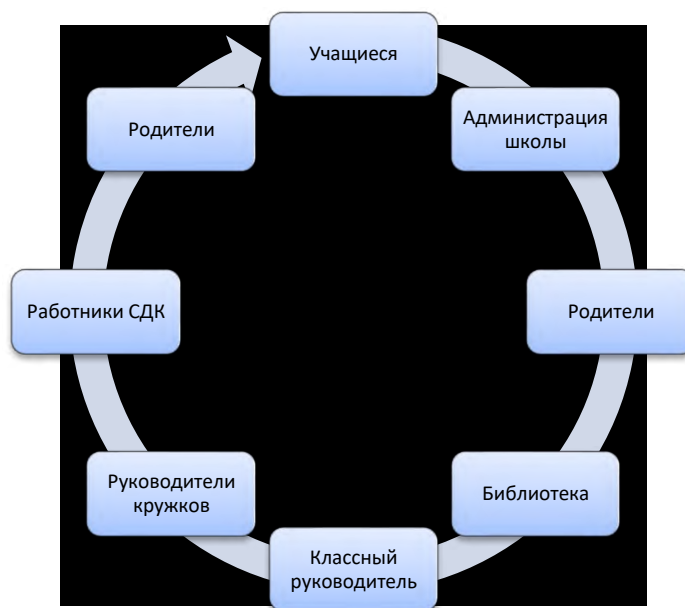 Учащиеся
Администрация
школы
Родители
Библиотека
Классный
руководитель
Руководители
кружков
Работники СДК
Родители